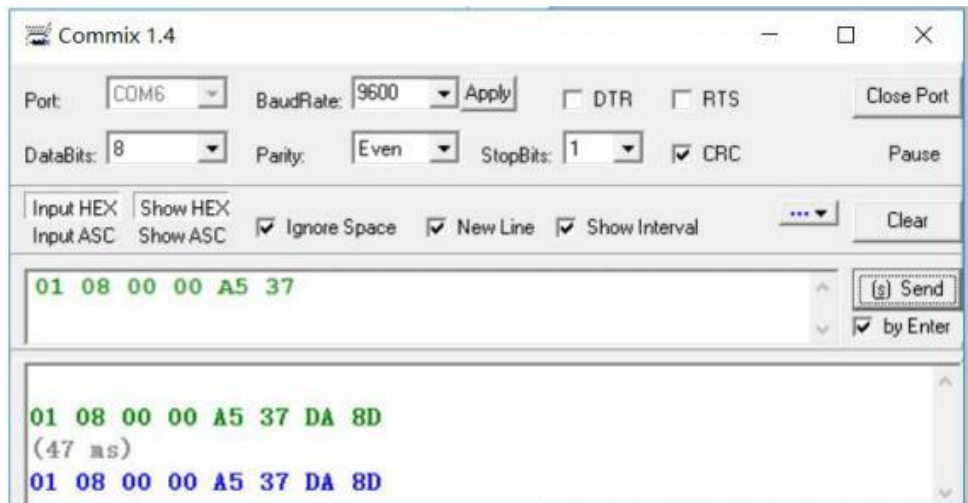 Commix 1.4
Port: COM6 BaudRate: 9600 Apply DTR RTS Close Port
DataBits: 8 Parity: Even StopBits: 1 CRC Pause
Input HEX Show HEX
Input ASC Show ASC
Ignore Space New Line Show Interval ... Clear
01 08 00 00 A5 37
(s) Send
by Enter
01 08 00 00 A5 37 DA 8D
(47 ms)
01 08 00 00 A5 37 DA 8D